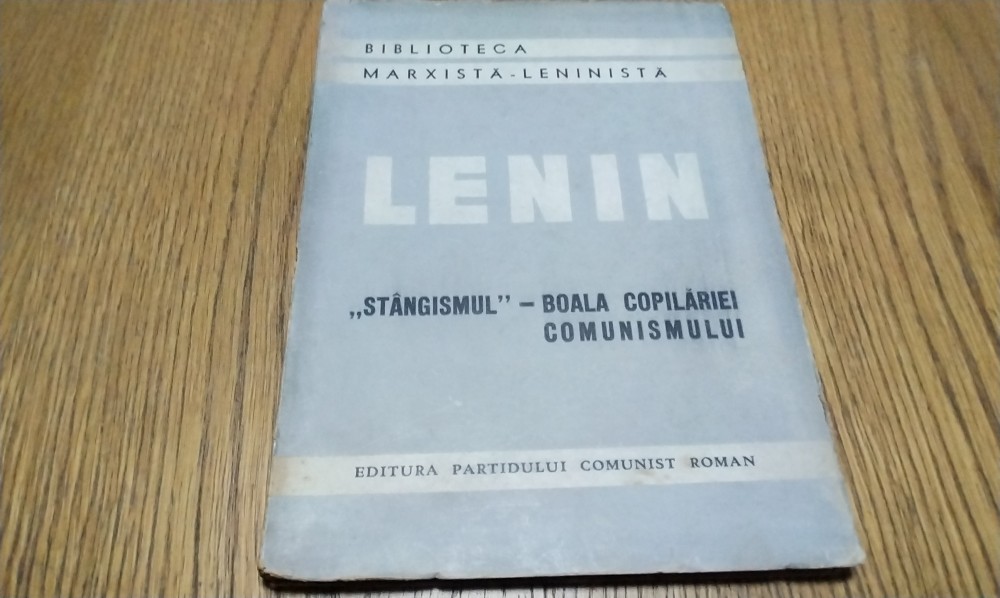 BIBLIOTECA
MARXISTĂ-LENINISTĂ
LENIN
„STÂNGISMUL” – BOALA COPILĂRIEI
COMUNISMULUI
EDITURA PARTIDULUI COMUNIST ROMAN